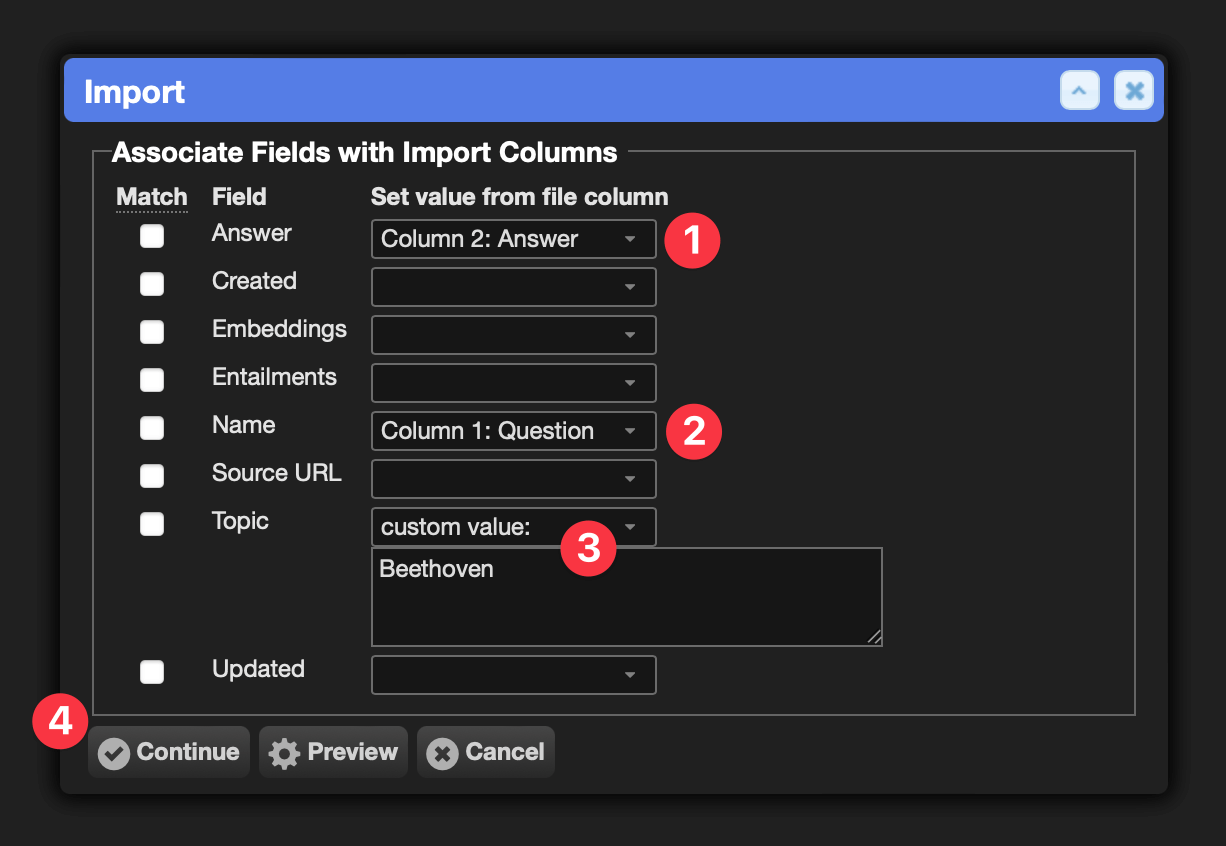 Import
Associate Fields with Import Columns
Match Field Set value from file column
Answer Column 2: Answer 1
Created
Embeddings
Entailments
Name Column 1: Question 2
Source URL
Topic custom value: 3
Beethoven
Updated
4
Continue Preview Cancel